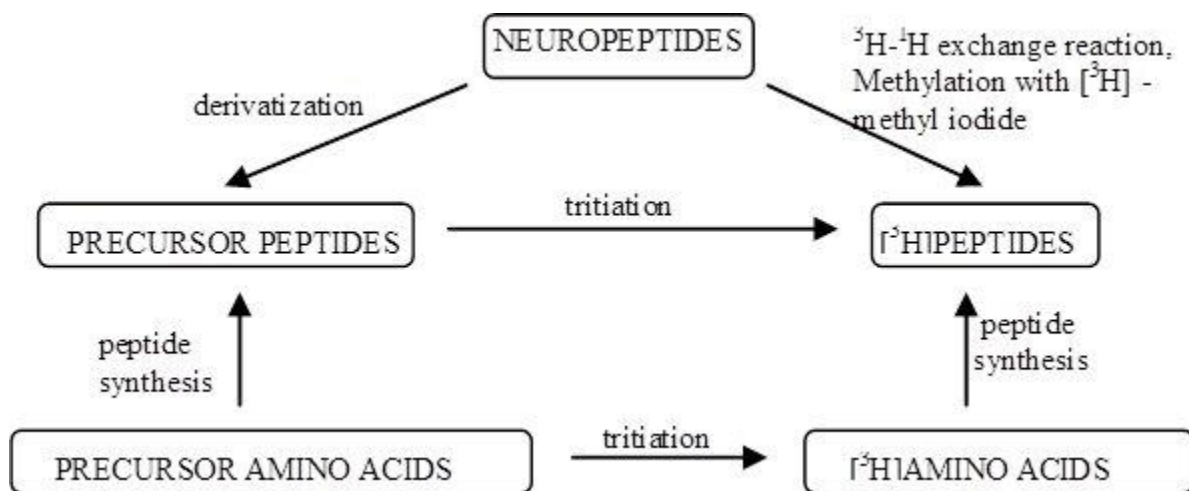 NEUROPEPTIDES
³H-¹H exchange reaction,
Methylation with [³H] -
methyl iodide
derivatization
tritiation
PRECURSOR PEPTIDES
[³H]PEPTIDES
peptide
synthesis
peptide
synthesis
tritiation
PRECURSOR AMINO ACIDS
[³H]AMINO ACIDS